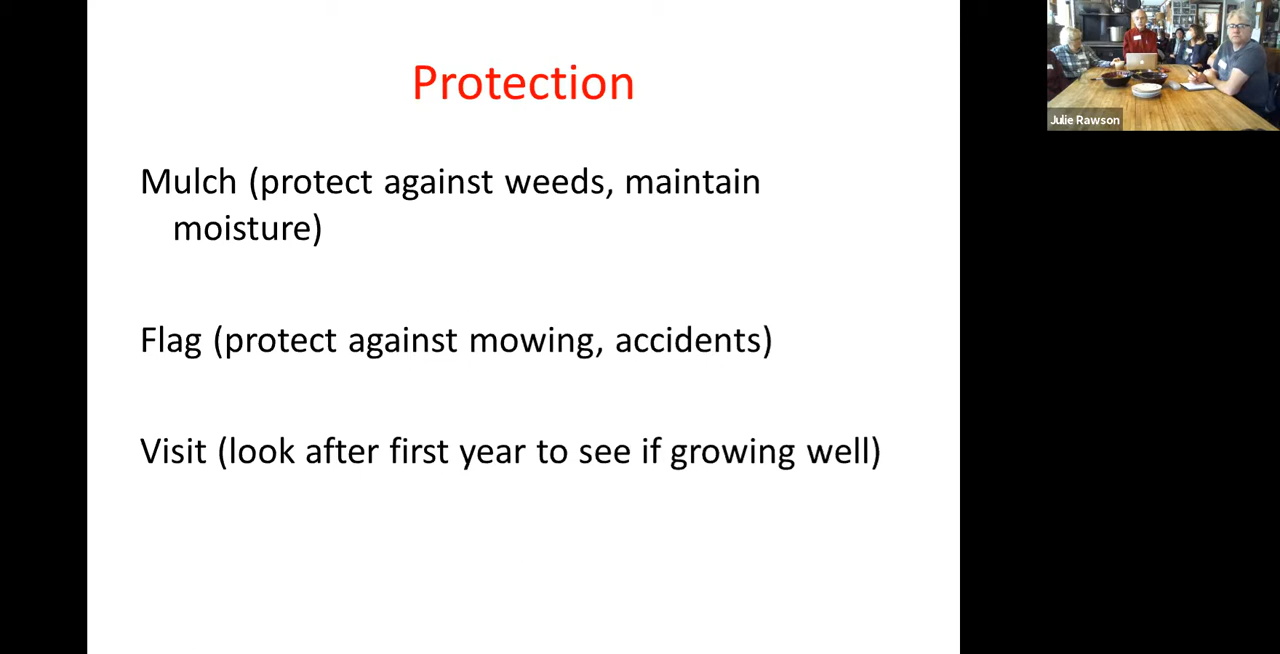 Protection
Mulch (protect against weeds, maintain
moisture)
Flag (protect against mowing, accidents)
Visit (look after first year to see if growing well)
Julie Rawson